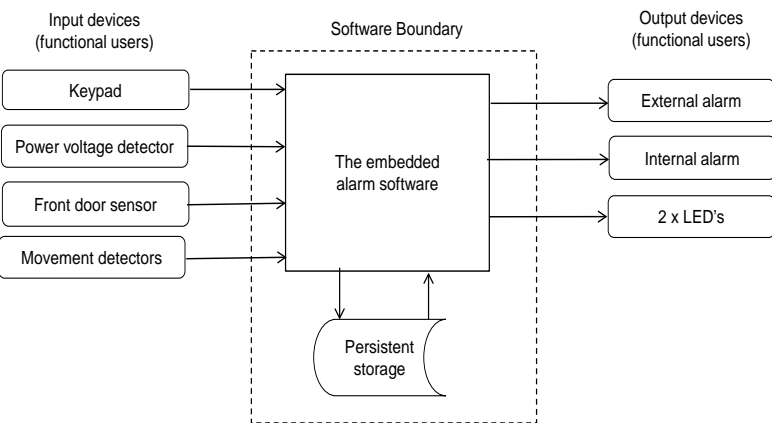 Input devices
(functional users)
Software Boundary
Output devices
(functional users)
Keypad
Power voltage detector
Front door sensor
Movement detectors
The embedded
alarm software
External alarm
Internal alarm
2 x LED's
Persistent
storage